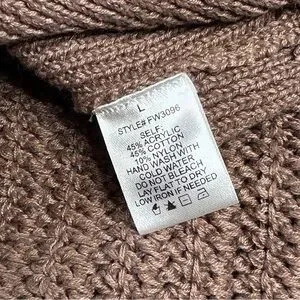 L
STYLE# FW3096
SELF
45% ACRYLIC
45% COTTON
10% NYLON
HAND WASH WITH
COLD WATER
DO NOT BLEACH
LAY FLAT TO DRY
LOW IRON IF NEEDED